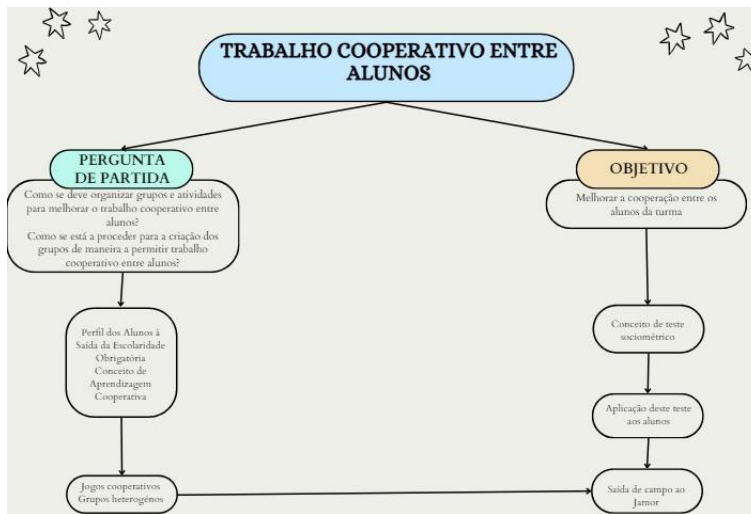 TRABALHO COOPERATIVO ENTRE
ALUNOS
PERGUNTA
DE PARTIDA
Como se deve organizar grupos e atividades
para melhorar o trabalho cooperativo entre
alunos?
Como se está a proceder para a criação dos
grupos de maneira a permitir trabalho
cooperativo entre alunos?
Perfil dos Alunos à
Saída da Escolaridade
Obrigatória
Conceito de
Aprendizagem
Cooperativa
Jogos cooperativos
Grupos heterogénos
OBJETIVO
Melhorar a cooperação entre os
alunos da turma
Conceito de teste
sociométrico
Aplicação deste teste
aos alunos
Saída de campo ao
Jamor